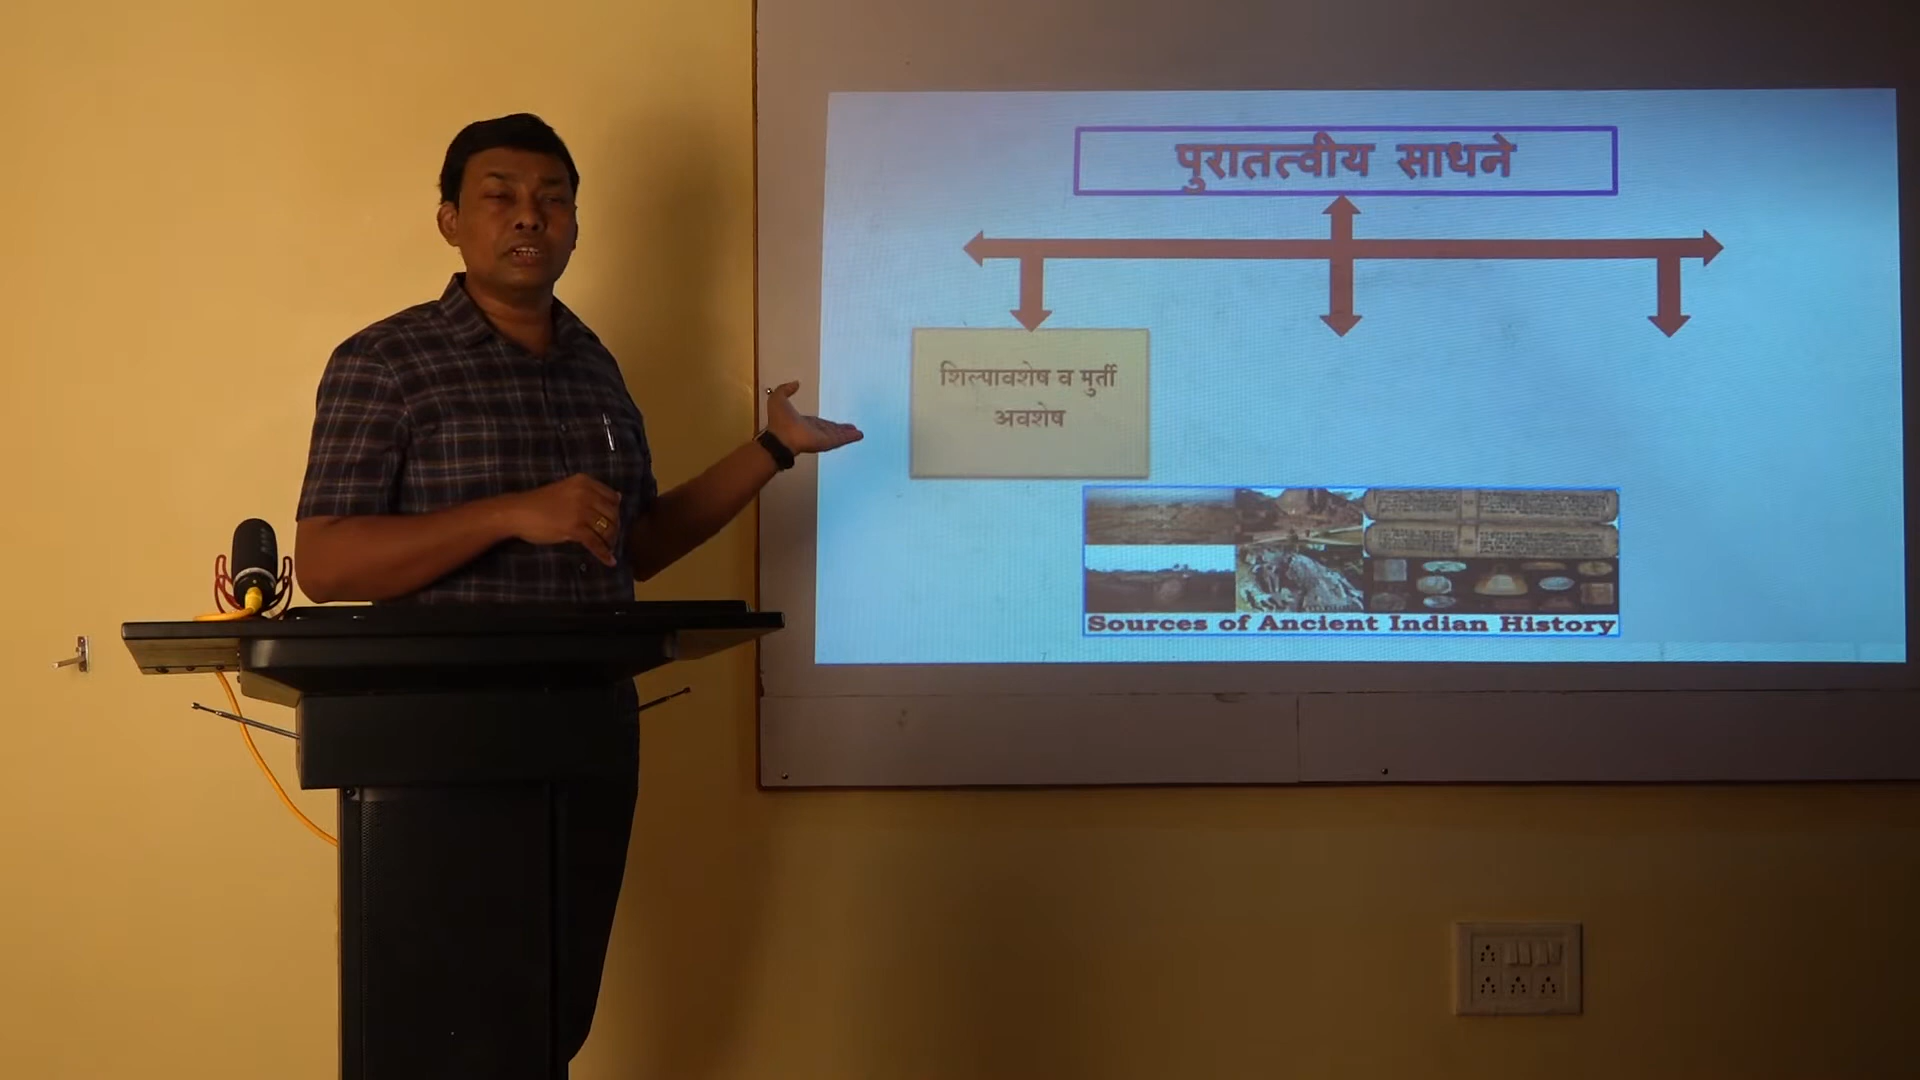 पुरातत्वीय साधने
शिल्पावशेष व मुर्ती
अवशेष
Sources of Ancient Indian History